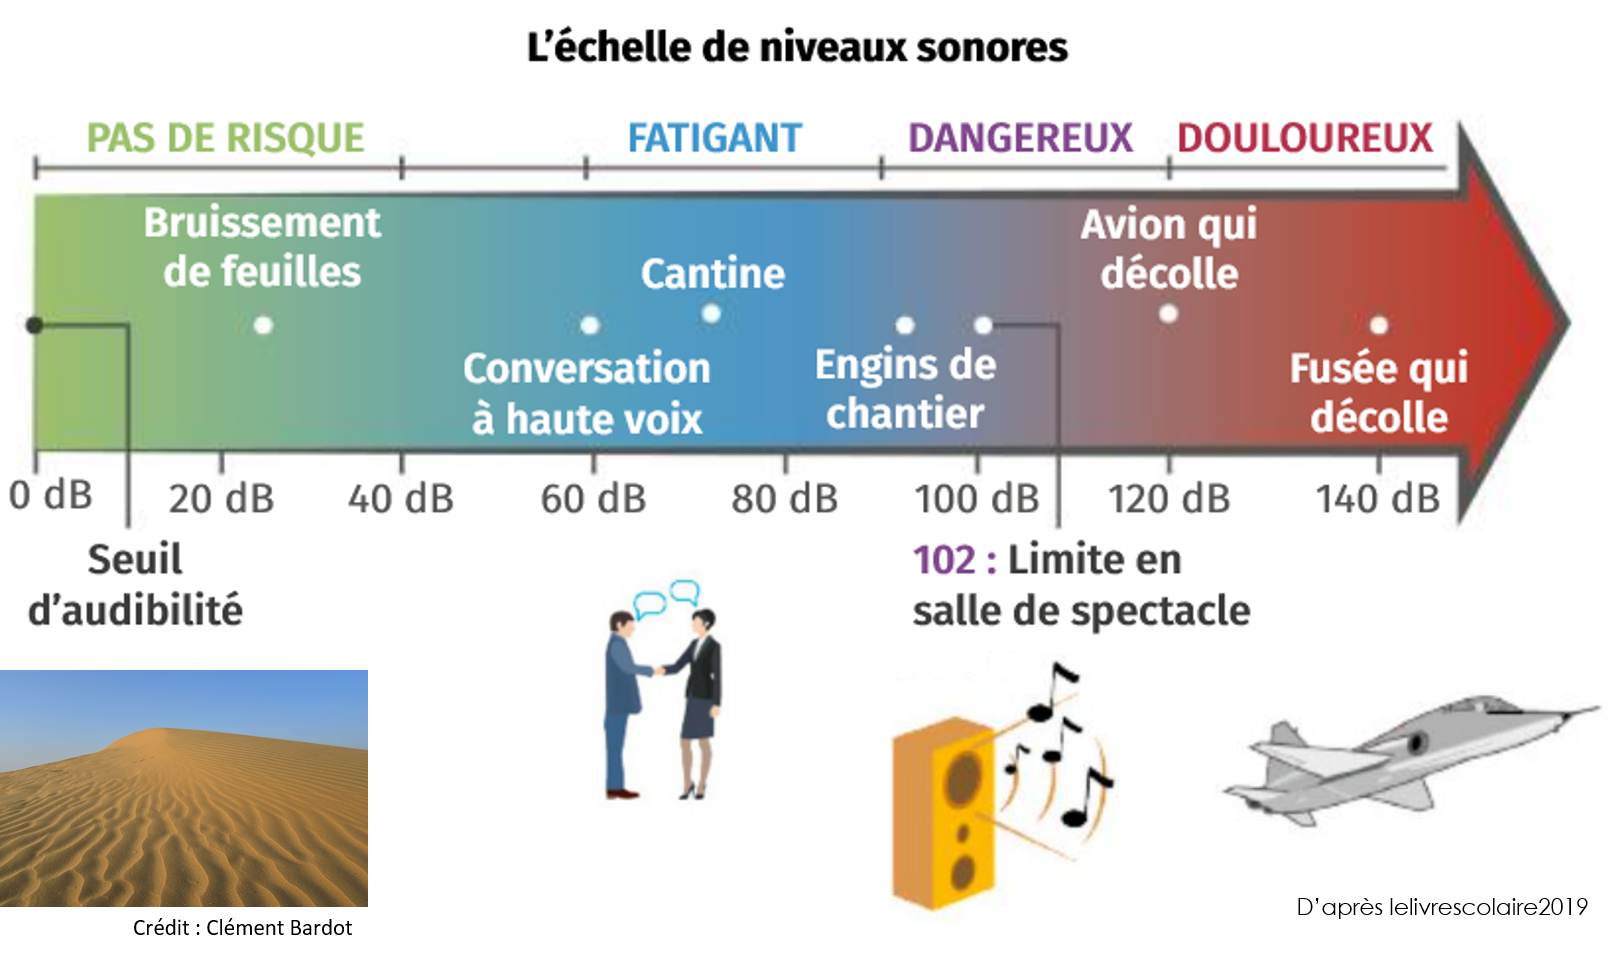 L'échelle de niveaux sonores
PAS DE RISQUE
FATIGANT
DANGEREUX
DOULOUREUX
Bruissement
de feuilles
Cantine
Avion qui
décolle
Conversation
à haute voix
Engins de
chantier
Fusée qui
décolle
0 dB
20 dB
40 dB
60 dB
80 dB
100 dB
120 dB
140 dB
Seuil
d'audibilité
102 : Limite en
salle de spectacle
Crédit : Clément Bardot
D'après lelivrescolaire2019